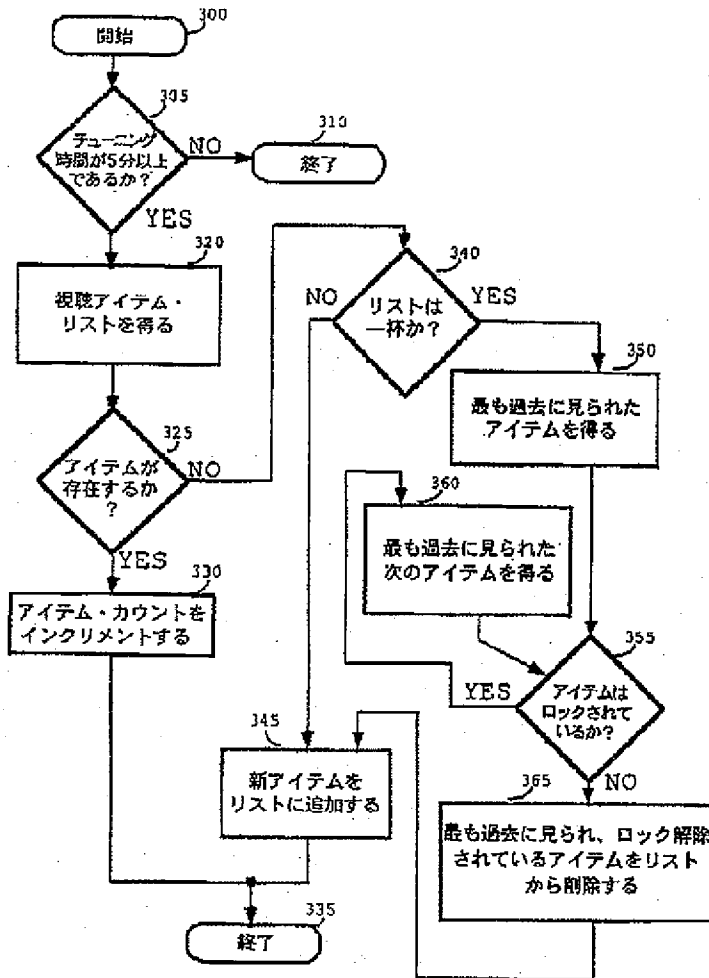 300
開始
305
チューニング
時間が5分以上
であるか？
NO
310
終了
YES
320
視聴アイテム・
リストを得る
325
アイテムが
存在するか
？
NO
YES
330
アイテム・カウントを
インクリメントする
340
リストは
一杯か？
NO
YES
350
最も過去に見られた
アイテムを得る
360
最も過去に見られた
次のアイテムを得る
355
アイテムは
ロックされて
いるか？
YES
NO
345
新アイテムを
リストに追加する
365
最も過去に見られ、ロック解除
されているアイテムをリスト
から削除する
335
終了